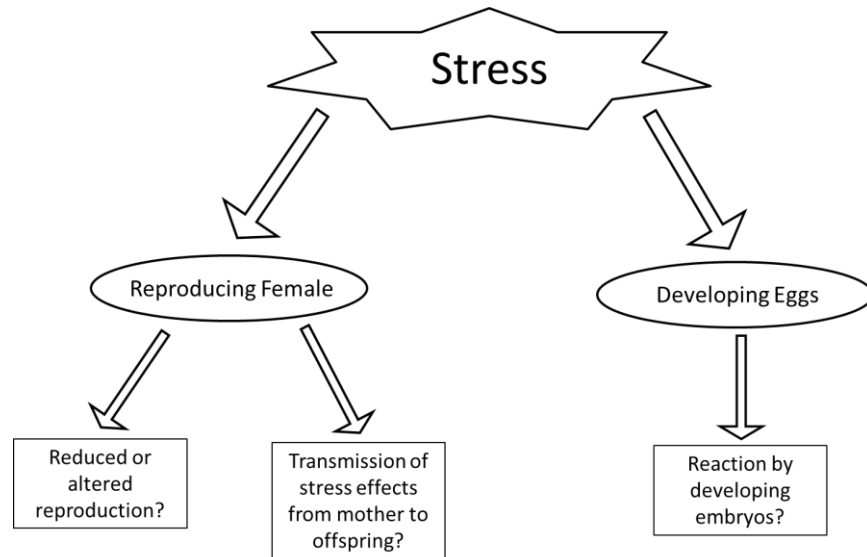 Stress
Reproducing Female
Developing Eggs
Reduced or
altered
reproduction?
Transmission of
stress effects
from mother to
offspring?
Reaction by
developing
embryos?